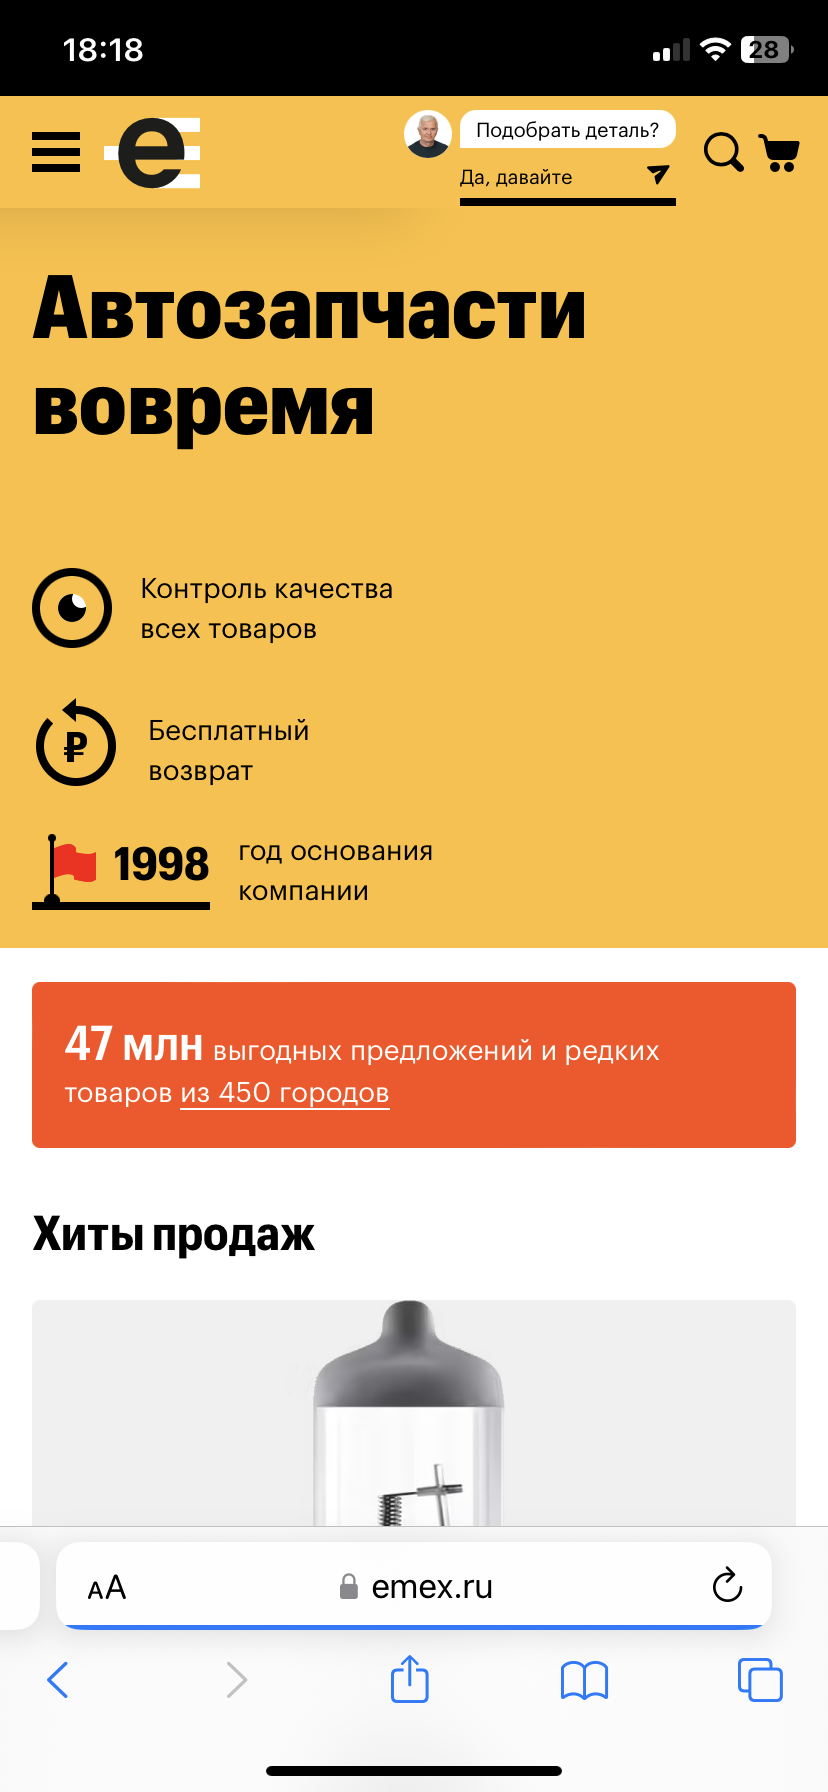 18:18
28
e
Подобрать деталь?
Да, давайте
Автозапчасти
вовремя
Контроль качества
всех товаров
₽
Бесплатный
возврат
1998
год основания
компании
47 млн выгодных предложений и редких
товаров из 450 городов
Хиты продаж
AA
emex.ru